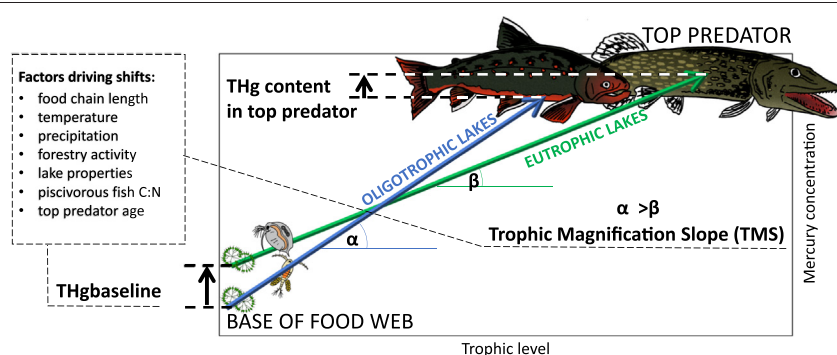 TOP PREDATOR
Factors driving shifts:
• food chain length
• temperature
• precipitation
• forestry activity
• lake properties
• piscivorous fish C:N
• top predator age
THg content
in top predator
OLIGOTROPHIC LAKES
EUTROPHIC LAKES
β
α
α >β
Trophic Magnification Slope (TMS)
Mercury concentration
THgbaseline
BASE OF FOOD WEB
Trophic level